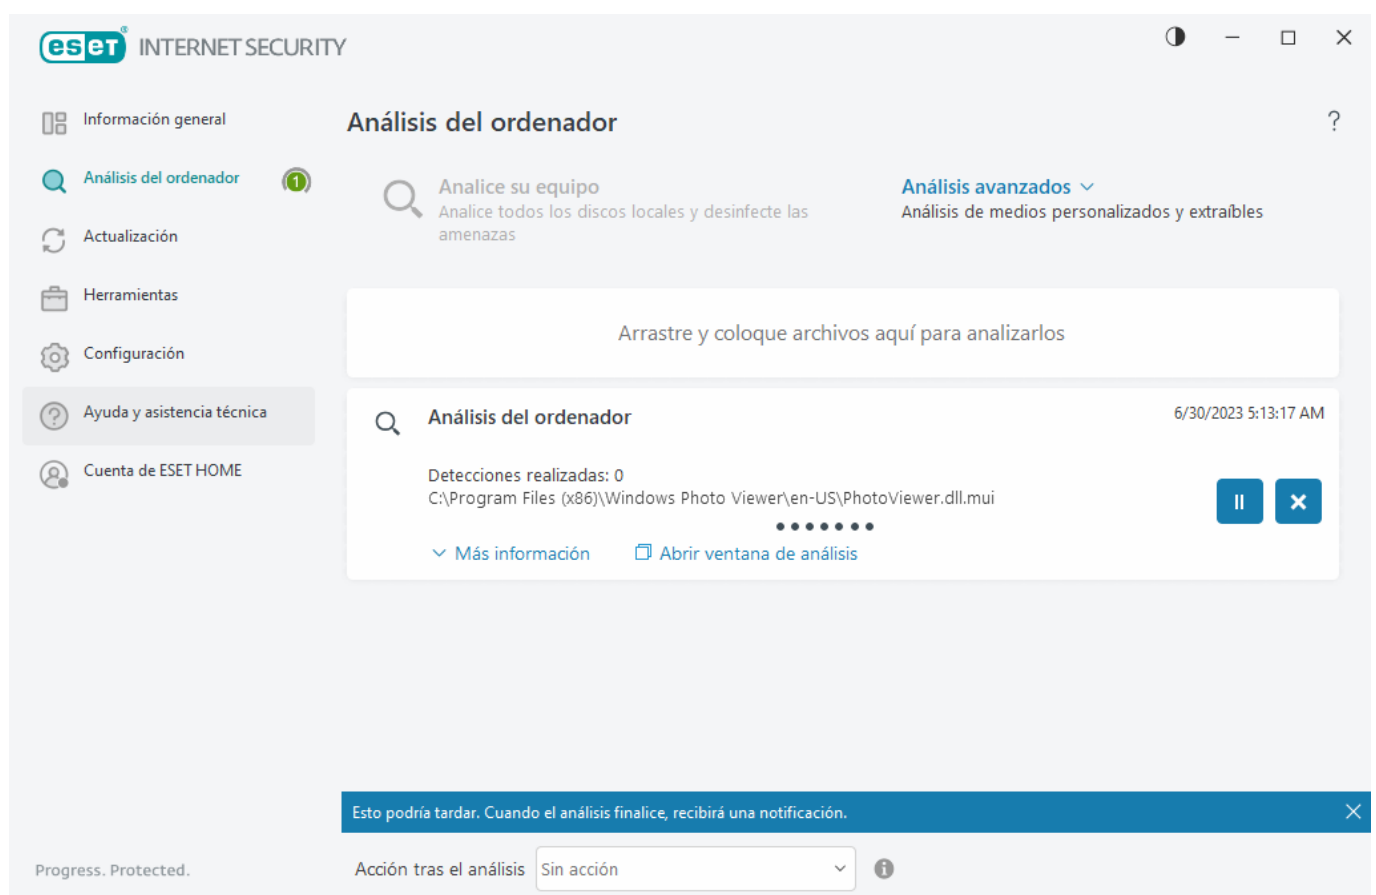 eset® INTERNET SECURITY
Información general
Análisis del ordenador
1
Actualización
Herramientas
Configuración
Ayuda y asistencia técnica
Cuenta de ESET HOME
Progress. Protected.
Análisis del ordenador
?
Analice su equipo
Analice todos los discos locales y desinfecte las
amenazas
Análisis avanzados
Análisis de medios personalizados y extraíbles
Arrastre y coloque archivos aquí para analizarlos
Análisis del ordenador
6/30/2023 5:13:17 AM
Detecciones realizadas: 0
C:\Program Files (x86)\Windows Photo Viewer\en-US\PhotoViewer.dll.mui
Más información
Abrir ventana de análisis
Esto podría tardar. Cuando el análisis finalice, recibirá una notificación.
Acción tras el análisis
Sin acción